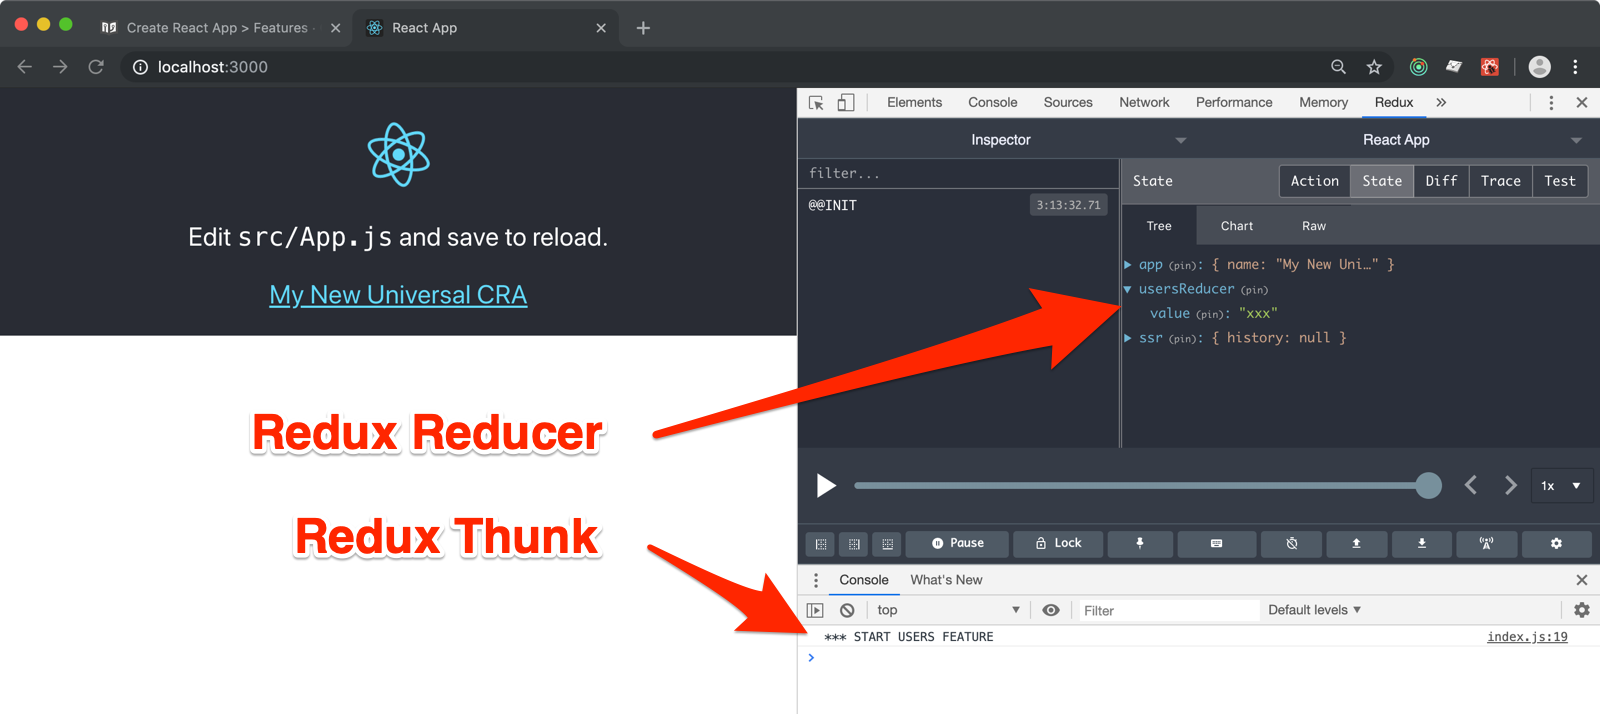 Create React App > Features -
React App
localhost:3000
Edit src/App.js and save to reload.
My New Universal CRA
Redux Reducer
Redux Thunk
Elements Console Sources Network Performance Memory Redux »
Inspector React App
filter...
@@INIT 3:13:32.71
State Action State Diff Trace Test
Tree Chart Raw
app (pin): { name: "My New Uni…" }
usersReducer (pin)
value (pin): "xxx"
ssr (pin): { history: null }
1x
Pause Lock
Console What's New
top Filter Default levels
*** START USERS FEATURE index.js:19